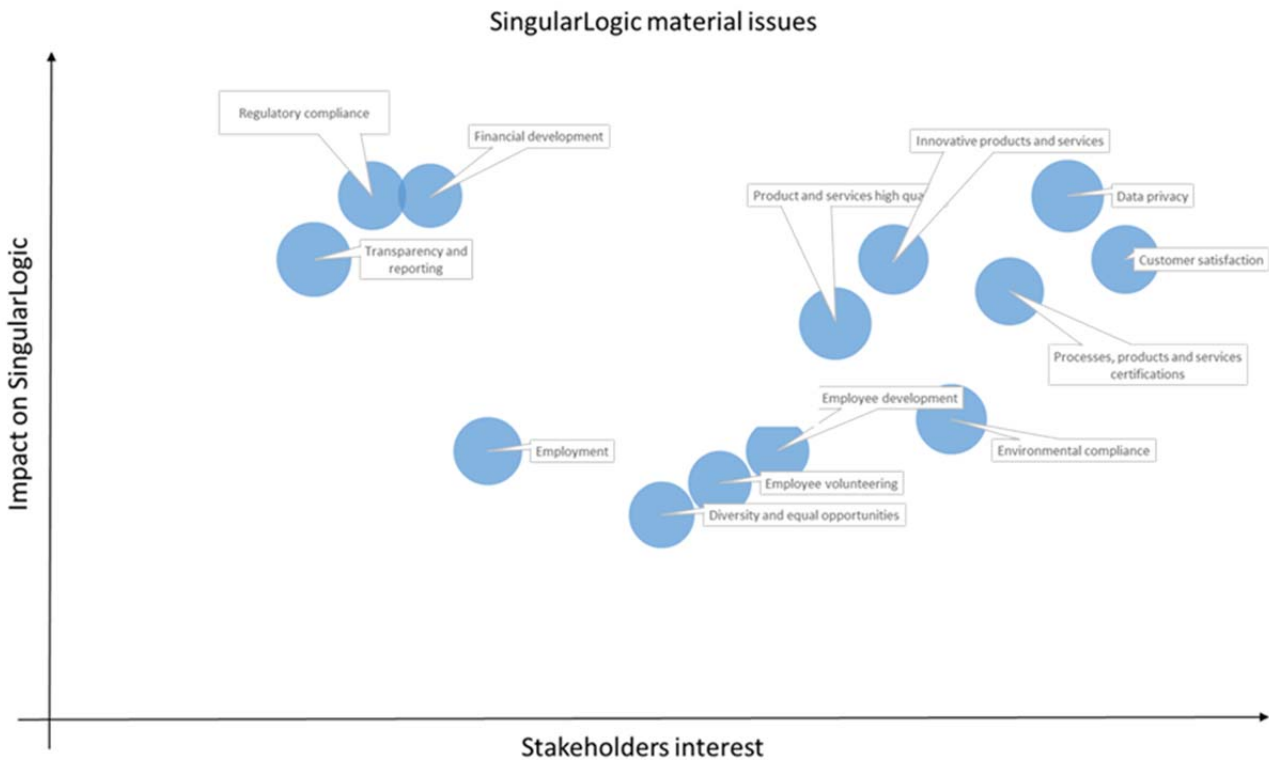 SingularLogic material issues
Regulatory compliance
Financial development
Innovative products and services
Product and services high qua
Data privacy
Transparency and
reporting
Customer satisfaction
Processes, products and services
certifications
Employee development
Environmental compliance
Employment
Employee volunteering
Diversity and equal opportunities
Impact on SingularLogic
Stakeholders interest